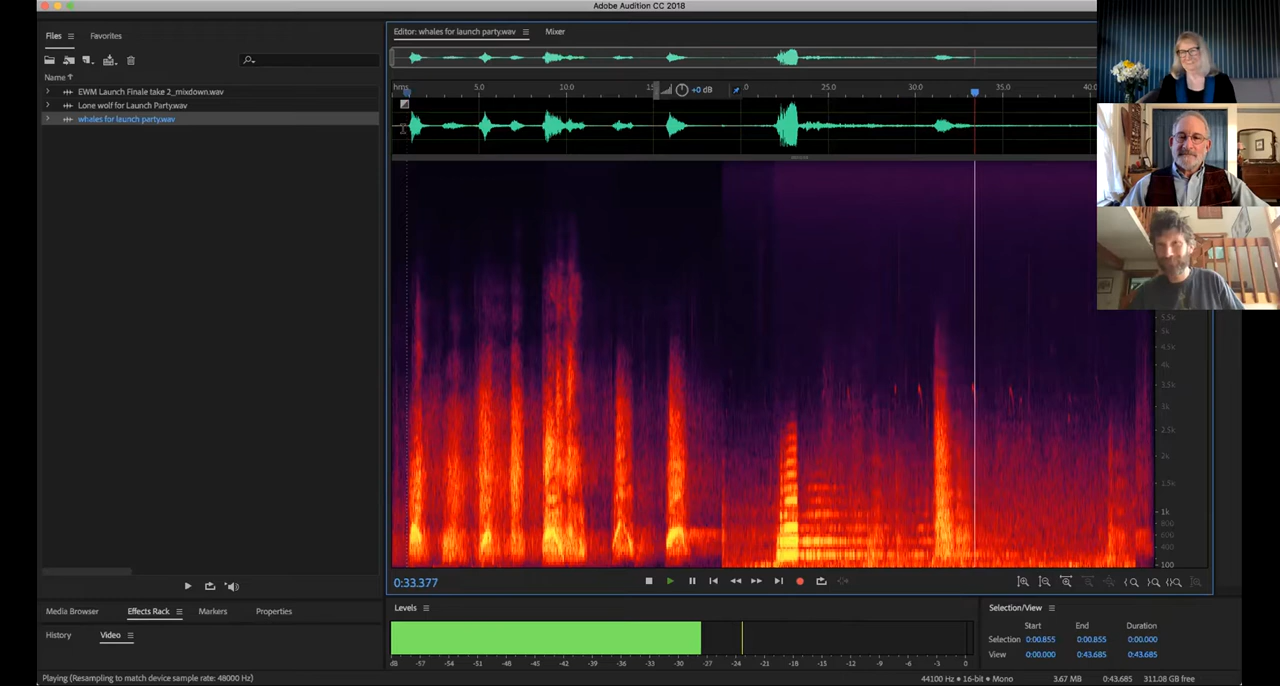 Adobe Audition CC 2018
Files
Favorites
Name
EWM Launch Finale take 2_mixdown.wav
Lone wolf for Launch Party.wav
whales for launch party.wav
Editor: whales for launch party.wav
Mixer
hms
5.0
10.0
+0 dB
25.0
30.0
35.0
5.5k
5k
4.5k
4k
3.5k
3k
2.5k
2k
1.5k
1k
800
600
400
100
0:33.377
Media Browser
Effects Rack
Markers
Properties
History
Video
Levels
dB -57 -54 -51 -48 -45 -42 -39 -36 -33 -30 -27 -24 -21 -18 -15 -12 -9 -6 -3 0
Selection/View
Start End Duration
Selection 0:00.855 0:00.855 0:00.000
View 0:00.000 0:43.685 0:43.685
Playing (Resampling to match device sample rate: 48000 Hz)
44100 Hz • 16-bit • Mono
3.67 MB
0:43.685
311.08 GB free